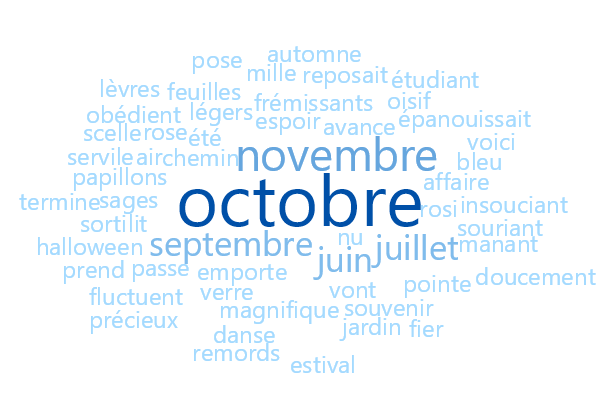 automne
pose
mille reposait étudiant
lèvres feuilles
frémissants oisif
obédient légers
espoir avance épanouissait
scelle rose été
voici
servile air chemin novembre bleu
papillons affaire
termine sages octobre rosi insouciant
sortilit souriant
halloween septembre nu juillet manant
juin
prend passe emporte pointe doucement
fluctuent verre vont
précieux magnifique souvenir
danse jardin fier
remords
estival